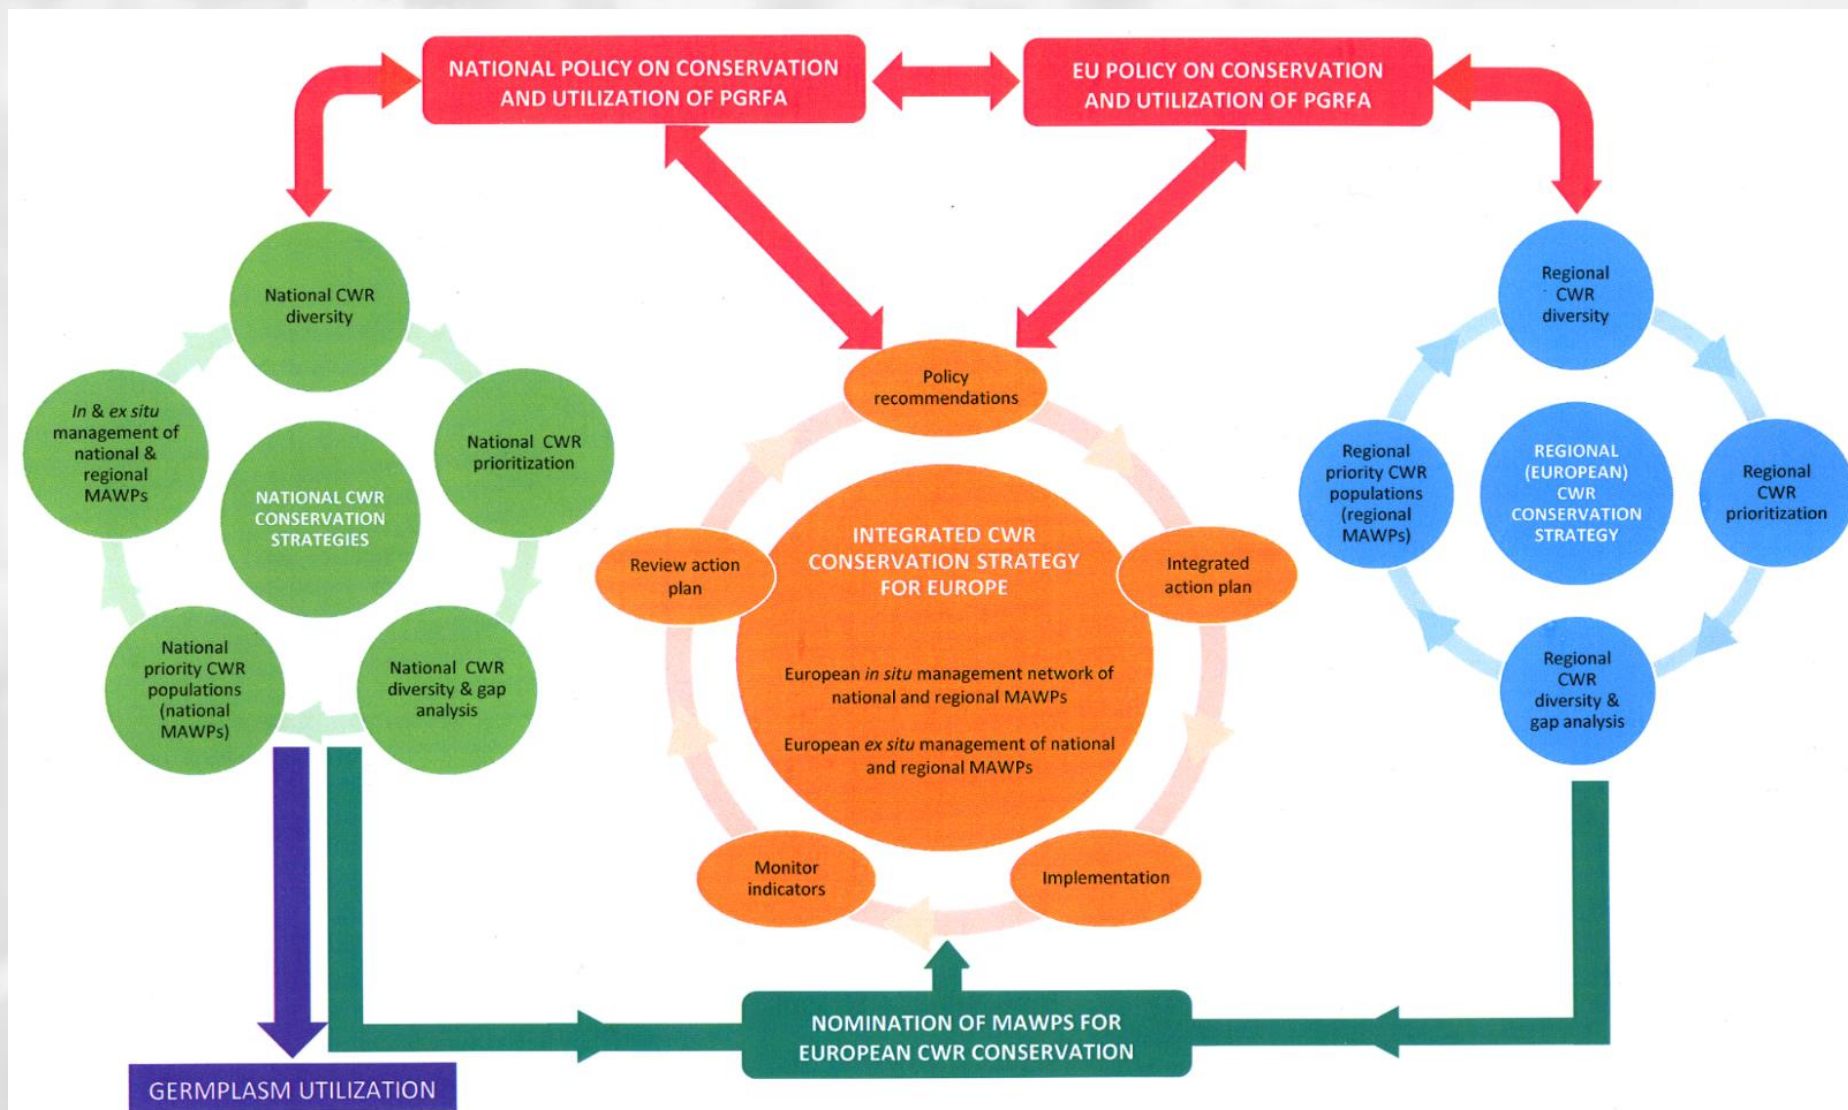 NATIONAL POLICY ON CONSERVATION
AND UTILIZATION OF PGRFA
EU POLICY ON CONSERVATION
AND UTILIZATION OF PGRFA
National CWR
diversity
National CWR
prioritization
National CWR
diversity & gap
analysis
National
priority CWR
populations
(national
MAWPs)
In & ex situ
management of
national &
regional
MAWPs
NATIONAL CWR
CONSERVATION
STRATEGIES
Policy
recommendations
Integrated
action plan
Implementation
Monitor
indicators
Review action
plan
INTEGRATED CWR
CONSERVATION STRATEGY
FOR EUROPE
European in situ management network of
national and regional MAWPs
European ex situ management of national
and regional MAWPs
Regional
CWR
diversity
Regional
CWR
prioritization
Regional
CWR
diversity &
gap analysis
Regional
priority CWR
populations
(regional
MAWPs)
REGIONAL
(EUROPEAN)
CWR
CONSERVATION
STRATEGY
NOMINATION OF MAWPS FOR
EUROPEAN CWR CONSERVATION
GERMPLASM UTILIZATION